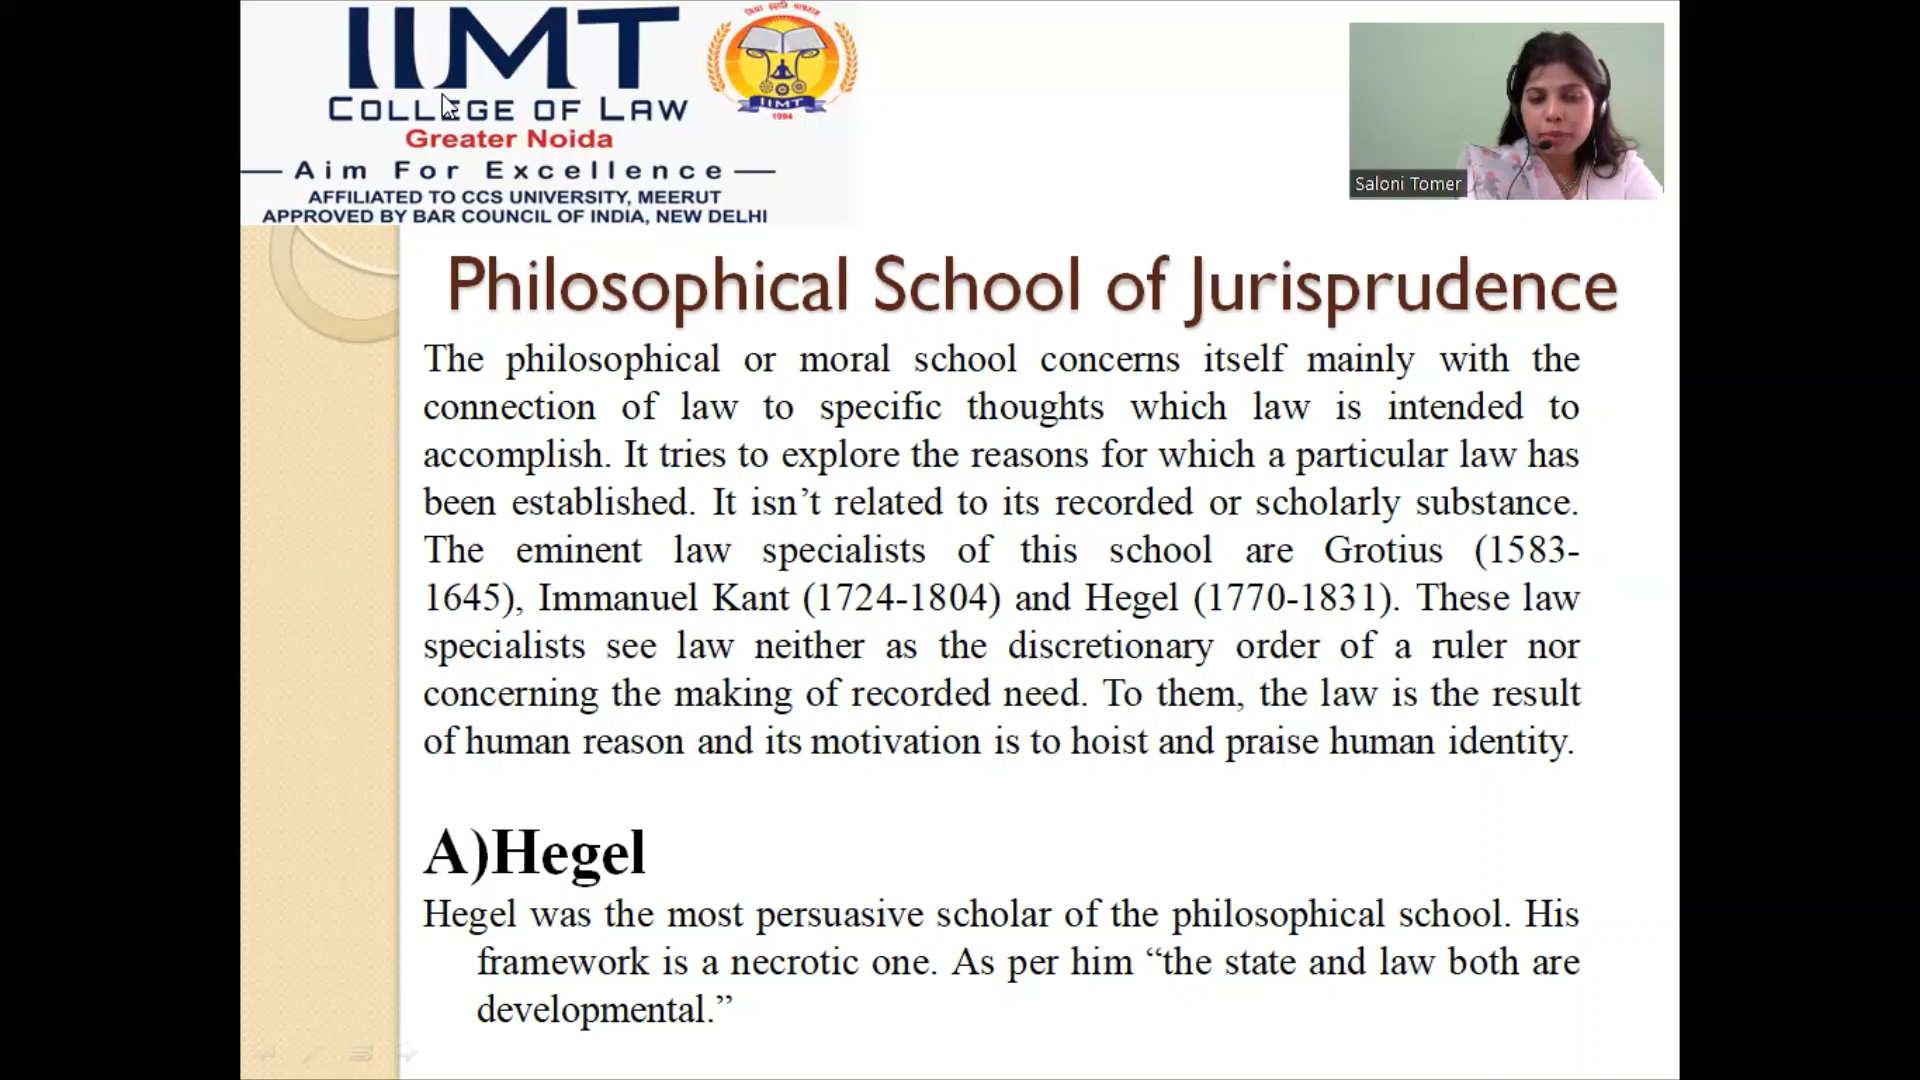 IIMT
COLLEGE OF LAW
Greater Noida
Aim For Excellence
AFFILIATED TO CCS UNIVERSITY, MEERUT
APPROVED BY BAR COUNCIL OF INDIA, NEW DELHI
IIMT
1994
Saloni Tomer
Philosophical School of Jurisprudence
The philosophical or moral school concerns itself mainly with the
connection of law to specific thoughts which law is intended to
accomplish. It tries to explore the reasons for which a particular law has
been established. It isn’t related to its recorded or scholarly substance.
The eminent law specialists of this school are Grotius (1583-
1645), Immanuel Kant (1724-1804) and Hegel (1770-1831). These law
specialists see law neither as the discretionary order of a ruler nor
concerning the making of recorded need. To them, the law is the result
of human reason and its motivation is to hoist and praise human identity.
A)Hegel
Hegel was the most persuasive scholar of the philosophical school. His
framework is a necrotic one. As per him “the state and law both are
developmental.”